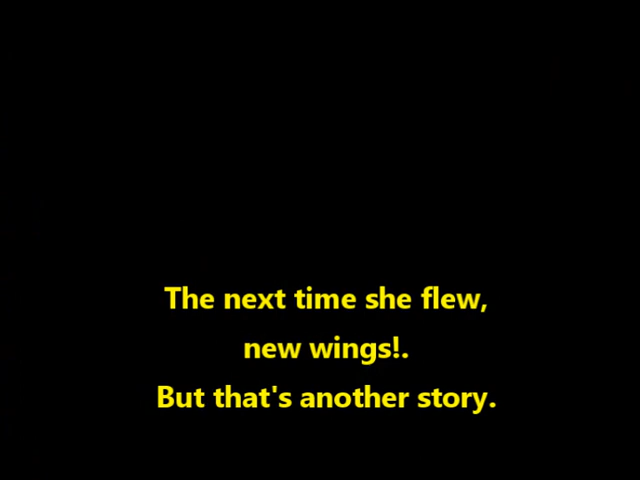 The next time she flew,
new wings!.
But that's another story.